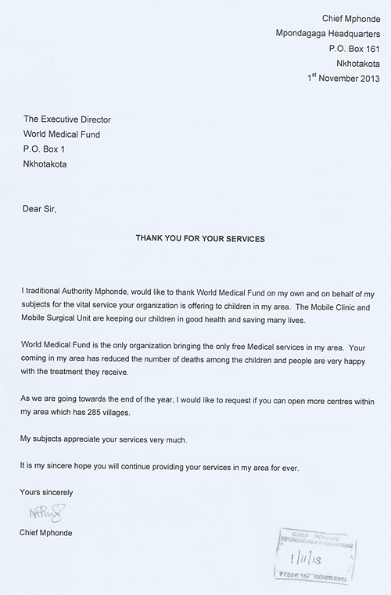 Chief Mphonde
Mpondagaga Headquarters
P.O. Box 161
Nkhotakota
1st November 2013
The Executive Director
World Medical Fund
P.O. Box 1
Nkhotakota
Dear Sir,
THANK YOU FOR YOUR SERVICES
I traditional Authority Mphonde, would like to thank World Medical Fund on my own and on behalf of my
subjects for the vital service your organization is offering to children in my area. The Mobile Clinic and
Mobile Surgical Unit are keeping our children in good health and saving many lives.
World Medical Fund is the only organization bringing the only free Medical services in my area. Your
coming in my area has reduced the number of deaths among the children and people are very happy
with the treatment they receive.
As we are going towards the end of the year, I would like to request if you can open more centres within
my area which has 285 villages.
My subjects appreciate your services very much.
It is my sincere hope you will continue providing your services in my area for ever.
Yours sincerely
Chief Mphonde
CHIEF MPHONDE
1/11/13